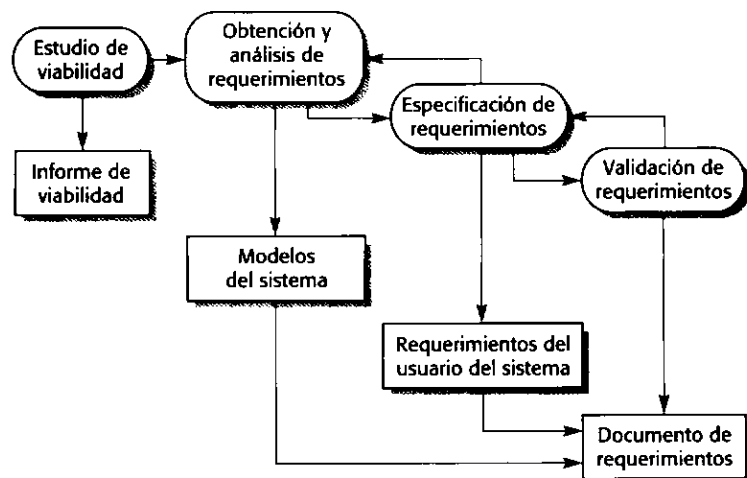 Estudio de
viabilidad
Obtención y
análisis de
requerimientos
Especificación de
requerimientos
Validación de
requerimientos
Informe de
viabilidad
Modelos
del sistema
Requerimientos del
usuario del sistema
Documento de
requerimientos